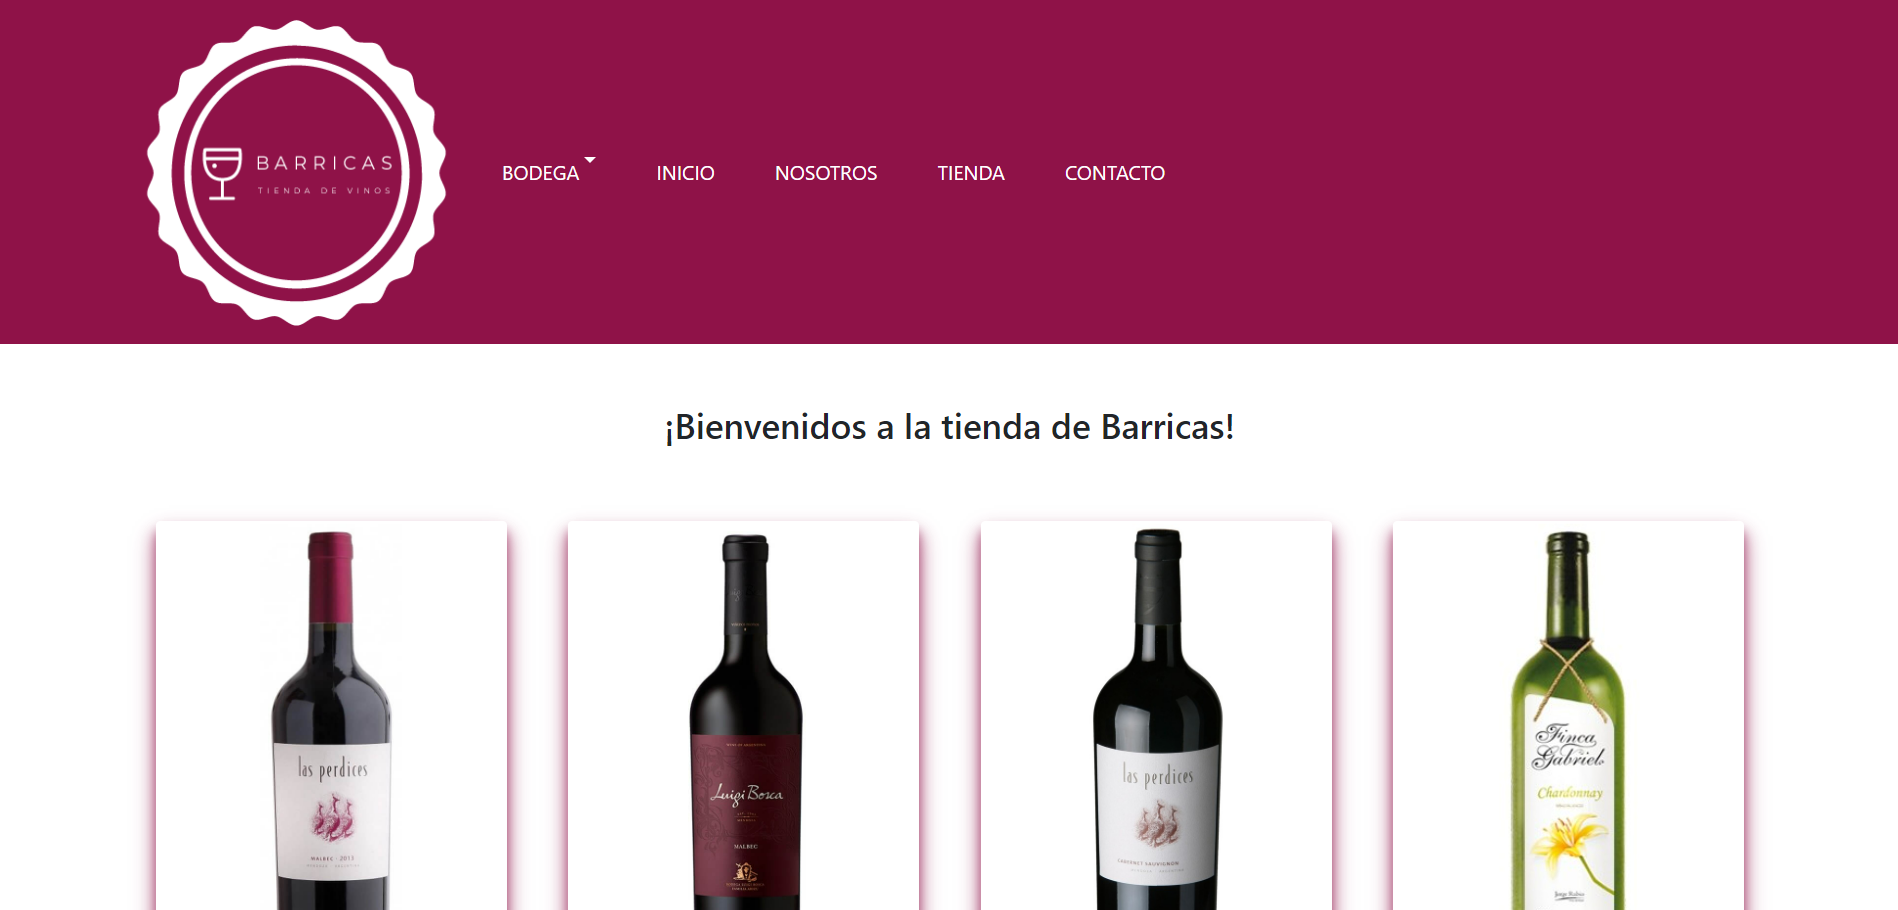 BARRICAS
TIENDA DE VINOS
BODEGA
INICIO
NOSOTROS
TIENDA
CONTACTO
¡Bienvenidos a la tienda de Barricas!
las perdices
MALBEC - 2013
Luigi Bosca
MALBEC
las perdices
CABERNET SAUVIGNON
Finca
Gabriel
Chardonnay